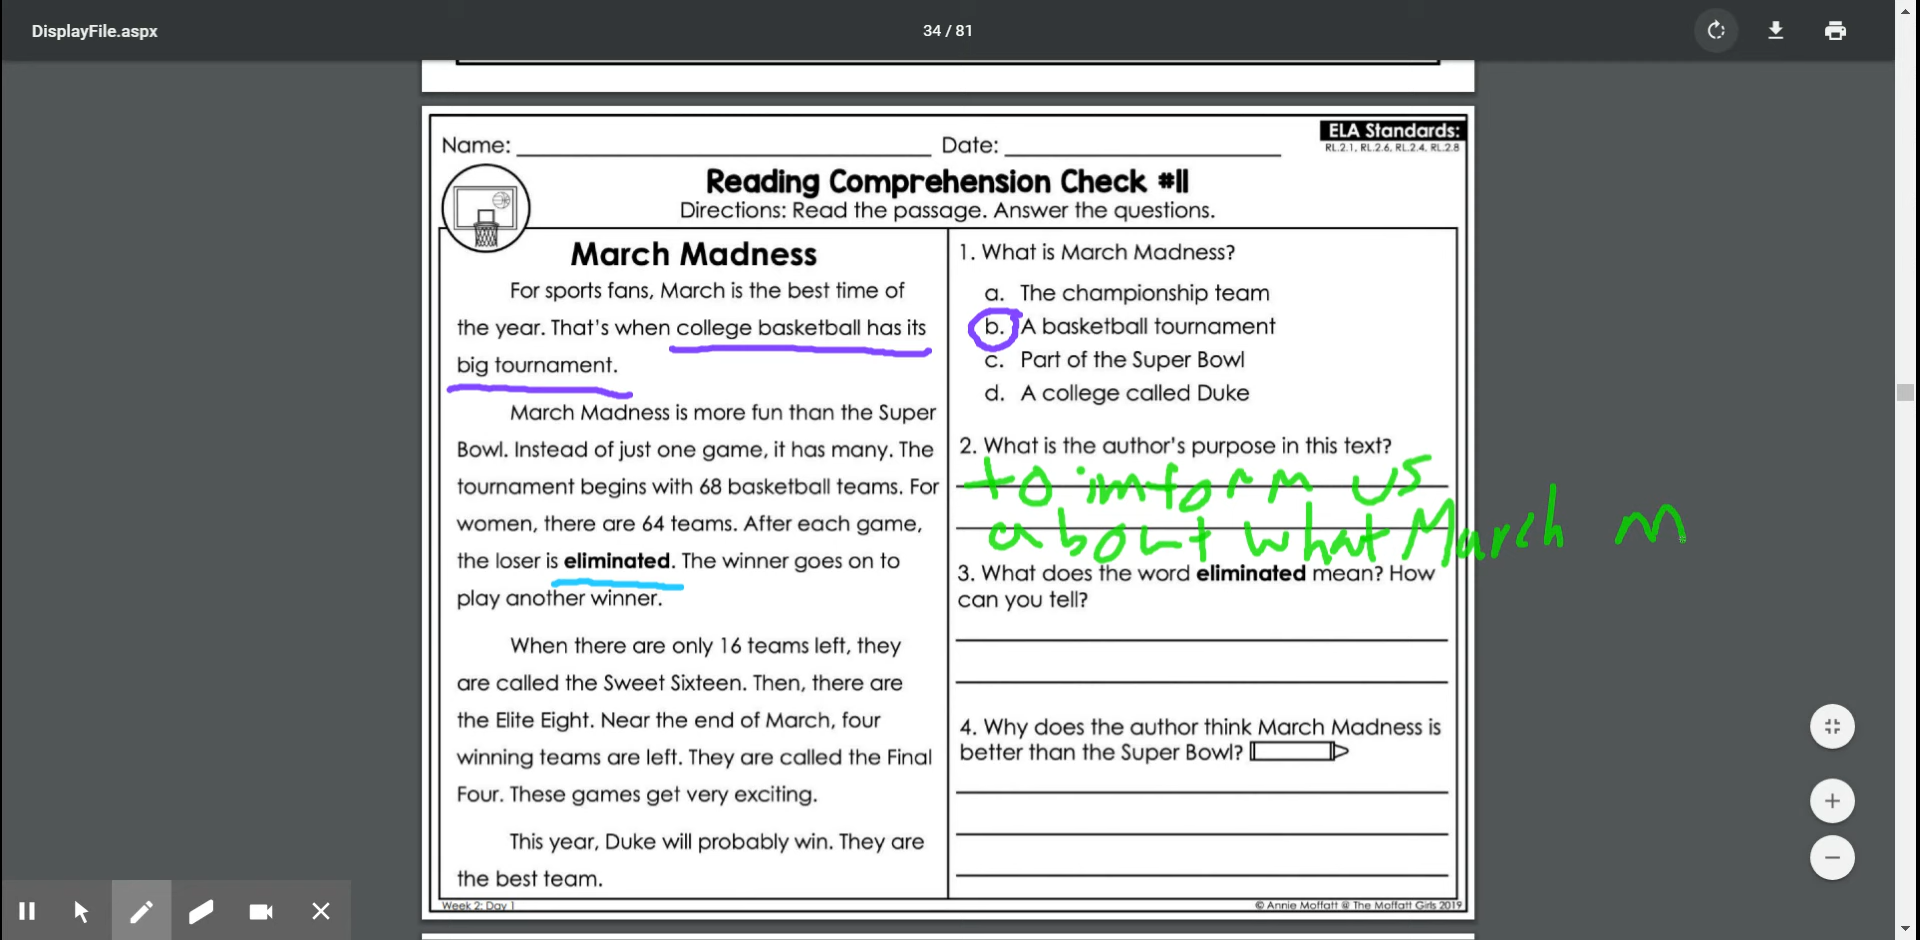 DisplayFile.aspx
34 / 81
ELA Standards:
RL.2.1, RL.2.6, RL.2.4, RL.2.8
Name: Date:
Reading Comprehension Check #11
Directions: Read the passage. Answer the questions.
March Madness
For sports fans, March is the best time of
the year. That's when college basketball has its
big tournament.
March Madness is more fun than the Super
Bowl. Instead of just one game, it has many. The
tournament begins with 68 basketball teams. For
women, there are 64 teams. After each game,
the loser is eliminated. The winner goes on to
play another winner.
When there are only 16 teams left, they
are called the Sweet Sixteen. Then, there are
the Elite Eight. Near the end of March, four
winning teams are left. They are called the Final
Four. These games get very exciting.
This year, Duke will probably win. They are
the best team.
Week 2: Day 1
1. What is March Madness?
a. The championship team
b. A basketball tournament
c. Part of the Super Bowl
d. A college called Duke
2. What is the author's purpose in this text?
to imform us
about what March m
3. What does the word eliminated mean? How
can you tell?
4. Why does the author think March Madness is
better than the Super Bowl?
© Annie Moffatt @ The Moffatt Girls 2019